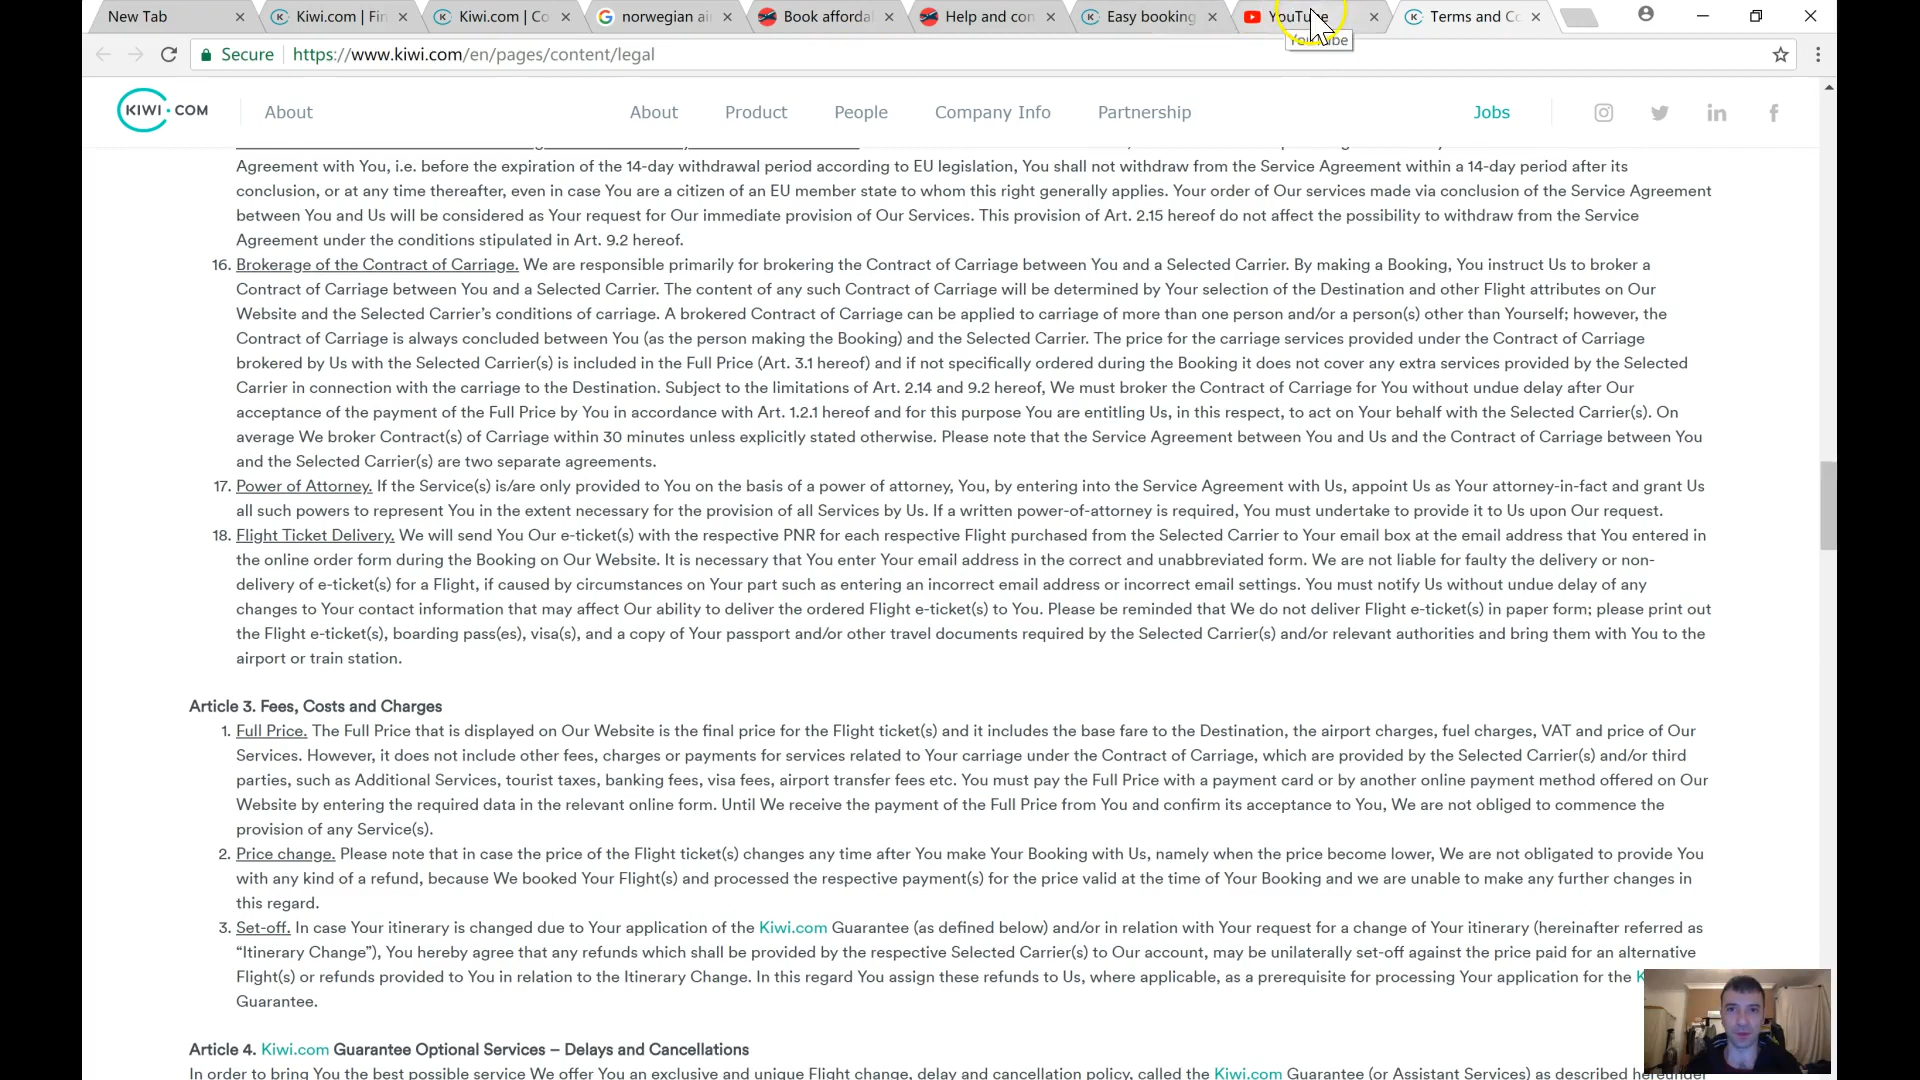 New Tab
Kiwi.com | Fin
Kiwi.com | Co
norwegian ai
Book afforda
Help and con
Easy booking
YouTube
Terms and Co
Secure
https://www.kiwi.com/en/pages/content/legal
YouTube
KIWI·COM
About
About
Product
People
Company Info
Partnership
Jobs
Agreement with You, i.e. before the expiration of the 14-day withdrawal period according to EU legislation, You shall not withdraw from the Service Agreement within a 14-day period after its
conclusion, or at any time thereafter, even in case You are a citizen of an EU member state to whom this right generally applies. Your order of Our services made via conclusion of the Service Agreement
between You and Us will be considered as Your request for Our immediate provision of Our Services. This provision of Art. 2.15 hereof do not affect the possibility to withdraw from the Service
Agreement under the conditions stipulated in Art. 9.2 hereof.
16. Brokerage of the Contract of Carriage. We are responsible primarily for brokering the Contract of Carriage between You and a Selected Carrier. By making a Booking, You instruct Us to broker a
Contract of Carriage between You and a Selected Carrier. The content of any such Contract of Carriage will be determined by Your selection of the Destination and other Flight attributes on Our
Website and the Selected Carrier's conditions of carriage. A brokered Contract of Carriage can be applied to carriage of more than one person and/or a person(s) other than Yourself; however, the
Contract of Carriage is always concluded between You (as the person making the Booking) and the Selected Carrier. The price for the carriage services provided under the Contract of Carriage
brokered by Us with the Selected Carrier(s) is included in the Full Price (Art. 3.1 hereof) and if not specifically ordered during the Booking it does not cover any extra services provided by the Selected
Carrier in connection with the carriage to the Destination. Subject to the limitations of Art. 2.14 and 9.2 hereof, We must broker the Contract of Carriage for You without undue delay after Our
acceptance of the payment of the Full Price by You in accordance with Art. 1.2.1 hereof and for this purpose You are entitling Us, in this respect, to act on Your behalf with the Selected Carrier(s). On
average We broker Contract(s) of Carriage within 30 minutes unless explicitly stated otherwise. Please note that the Service Agreement between You and Us and the Contract of Carriage between You
and the Selected Carrier(s) are two separate agreements.
17. Power of Attorney. If the Service(s) is/are only provided to You on the basis of a power of attorney, You, by entering into the Service Agreement with Us, appoint Us as Your attorney-in-fact and grant Us
all such powers to represent You in the extent necessary for the provision of all Services by Us. If a written power-of-attorney is required, You must undertake to provide it to Us upon Our request.
18. Flight Ticket Delivery. We will send You Our e-ticket(s) with the respective PNR for each respective Flight purchased from the Selected Carrier to Your email box at the email address that You entered in
the online order form during the Booking on Our Website. It is necessary that You enter Your email address in the correct and unabbreviated form. We are not liable for faulty the delivery or non-
delivery of e-ticket(s) for a Flight, if caused by circumstances on Your part such as entering an incorrect email address or incorrect email settings. You must notify Us without undue delay of any
changes to Your contact information that may affect Our ability to deliver the ordered Flight e-ticket(s) to You. Please be reminded that We do not deliver Flight e-ticket(s) in paper form; please print out
the Flight e-ticket(s), boarding pass(es), visa(s), and a copy of Your passport and/or other travel documents required by the Selected Carrier(s) and/or relevant authorities and bring them with You to the
airport or train station.
Article 3. Fees, Costs and Charges
1. Full Price. The Full Price that is displayed on Our Website is the final price for the Flight ticket(s) and it includes the base fare to the Destination, the airport charges, fuel charges, VAT and price of Our
Services. However, it does not include other fees, charges or payments for services related to Your carriage under the Contract of Carriage, which are provided by the Selected Carrier(s) and/or third
parties, such as Additional Services, tourist taxes, banking fees, visa fees, airport transfer fees etc. You must pay the Full Price with a payment card or by another online payment method offered on Our
Website by entering the required data in the relevant online form. Until We receive the payment of the Full Price from You and confirm its acceptance to You, We are not obliged to commence the
provision of any Service(s).
2. Price change. Please note that in case the price of the Flight ticket(s) changes any time after You make Your Booking with Us, namely when the price become lower, We are not obligated to provide You
with any kind of a refund, because We booked Your Flight(s) and processed the respective payment(s) for the price valid at the time of Your Booking and we are unable to make any further changes in
this regard.
3. Set-off. In case Your itinerary is changed due to Your application of the Kiwi.com Guarantee (as defined below) and/or in relation with Your request for a change of Your itinerary (hereinafter referred as
“Itinerary Change”), You hereby agree that any refunds which shall be provided by the respective Selected Carrier(s) to Our account, may be unilaterally set-off against the price paid for an alternative
Flight(s) or refunds provided to You in relation to the Itinerary Change. In this regard You assign these refunds to Us, where applicable, as a prerequisite for processing Your application for the
Guarantee.
Article 4. Kiwi.com Guarantee Optional Services – Delays and Cancellations
In order to bring You the best possible service We offer You an exclusive and unique Flight change, delay and cancellation policy, called the Kiwi.com Guarantee (or Assistant Services) as described hereunder